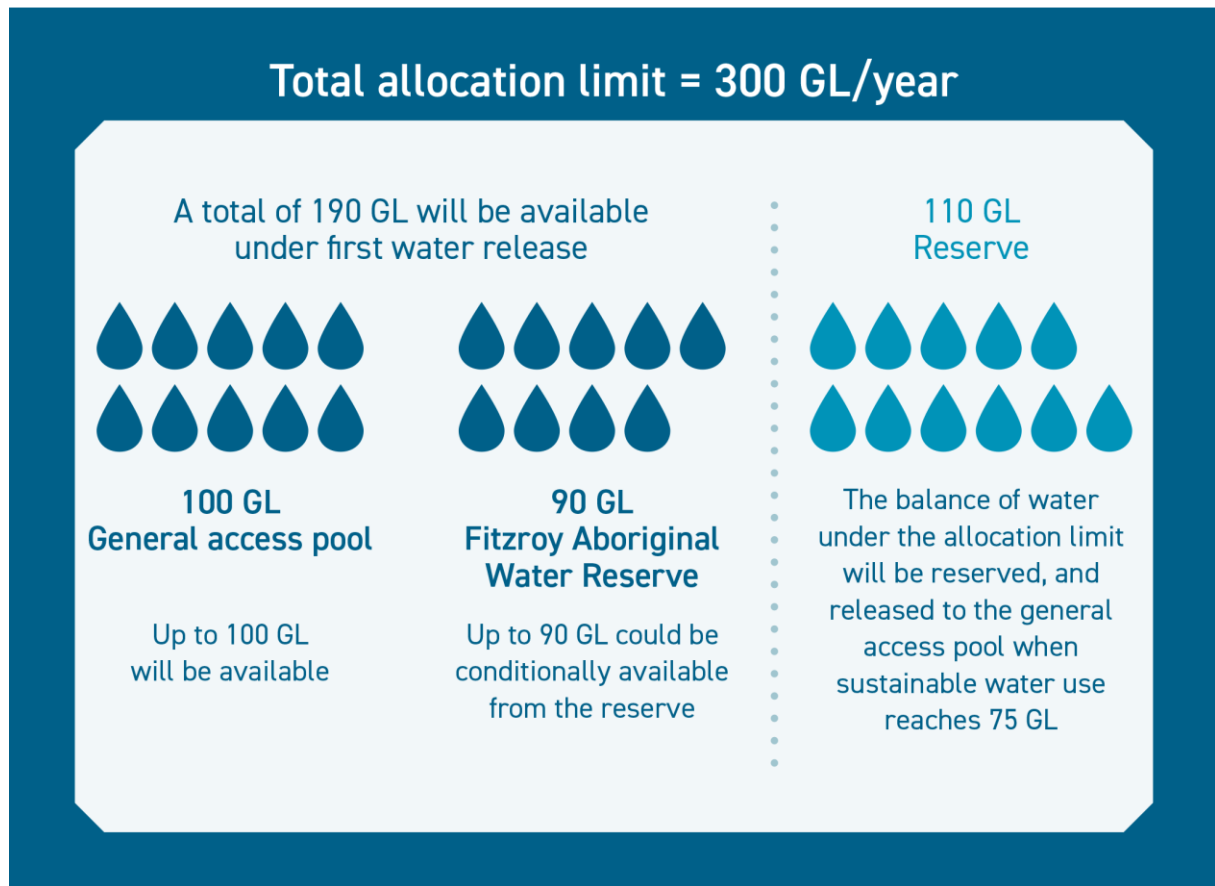 Total allocation limit = 300 GL/year
A total of 190 GL will be available
under first water release
100 GL
General access pool
Up to 100 GL
will be available
90 GL
Fitzroy Aboriginal
Water Reserve
Up to 90 GL could be
conditionally available
from the reserve
110 GL
Reserve
The balance of water
under the allocation limit
will be reserved, and
released to the general
access pool when
sustainable water use
reaches 75 GL